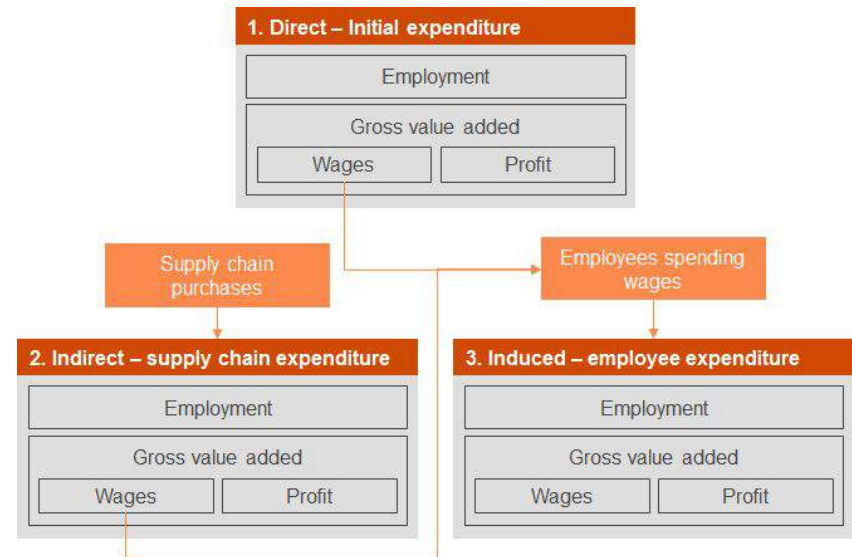 1. Direct – Initial expenditure
Employment
Gross value added
Wages
Profit
Supply chain
purchases
Employees spending
wages
2. Indirect – supply chain expenditure
Employment
Gross value added
Wages
Profit
3. Induced – employee expenditure
Employment
Gross value added
Wages
Profit